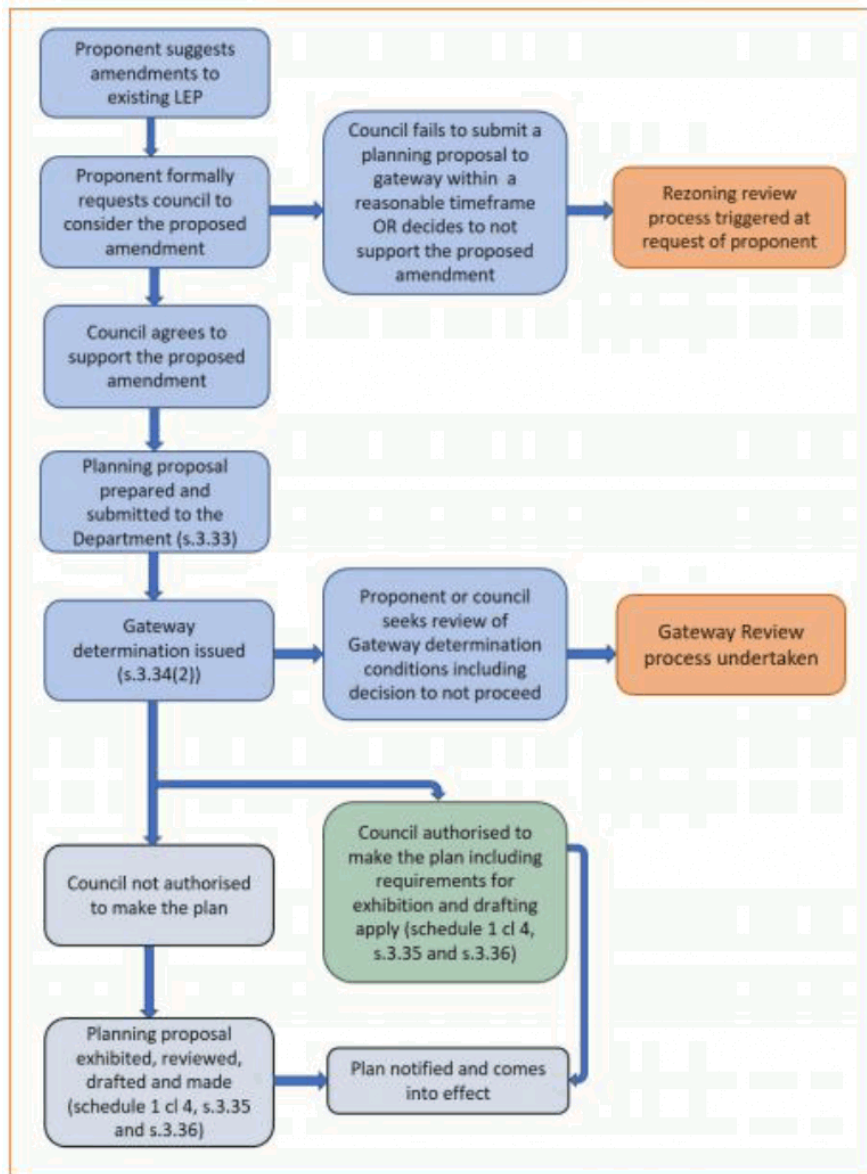 Proponent suggests
amendments to
existing LEP
Proponent formally
requests council to
consider the proposed
amendment
Council fails to submit a
planning proposal to
gateway within a
reasonable timeframe
OR decides to not
support the proposed
amendment
Rezoning review
process triggered at
request of proponent
Council agrees to
support the proposed
amendment
Planning proposal
prepared and
submitted to the
Department (s.3.33)
Gateway
determination issued
(s.3.34(2))
Proponent or council
seeks review of
Gateway determination
conditions including
decision to not proceed
Gateway Review
process undertaken
Council not authorised
to make the plan
Council authorised to
make the plan including
requirements for
exhibition and drafting
apply (schedule 1 cl 4,
s.3.35 and s.3.36)
Planning proposal
exhibited, reviewed,
drafted and made
(schedule 1 cl 4, s.3.35
and s.3.36)
Plan notified and comes
into effect